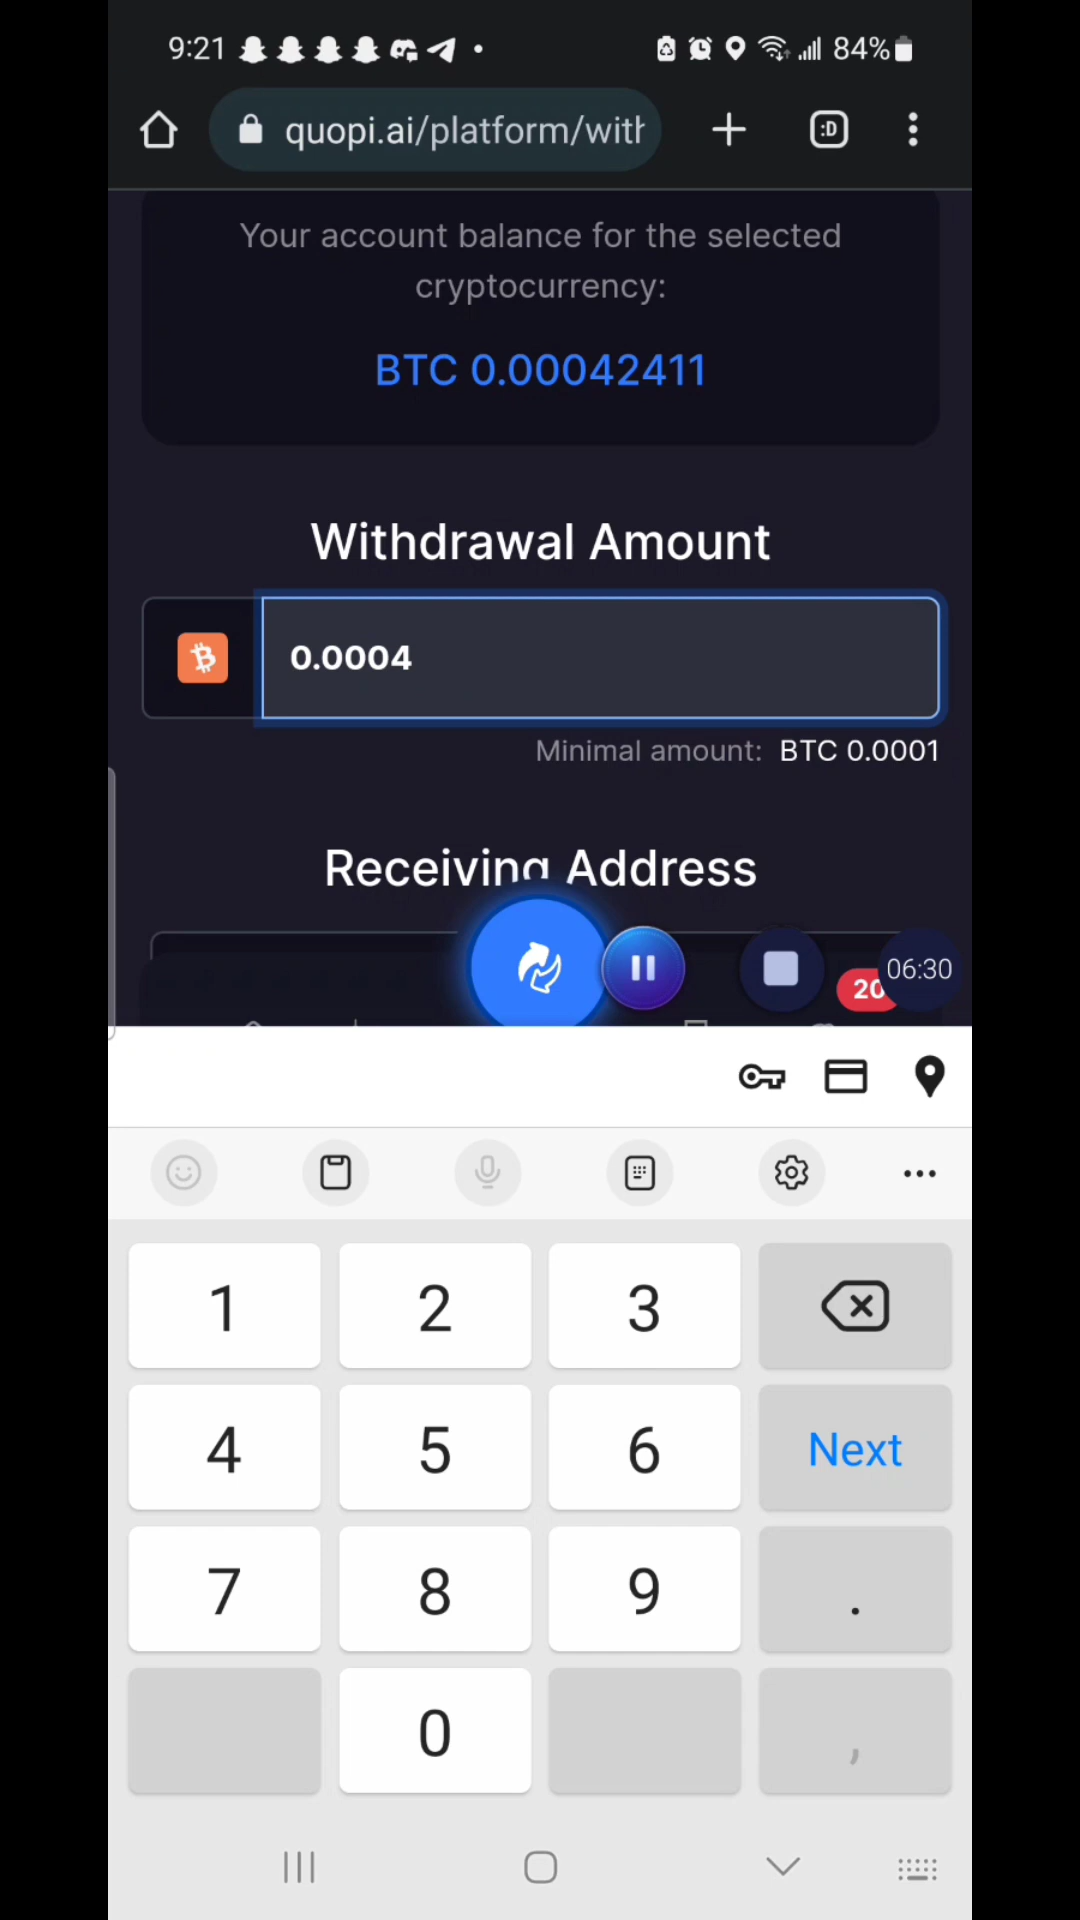 9:21 84%
quopi.ai/platform/with
:D
Your account balance for the selected
cryptocurrency:
BTC 0.00042411
Withdrawal Amount
0.0004
Minimal amount: BTC 0.0001
Receiving Address
20
06:30
1 2 3
4 5 6 Next
7 8 9 .
0 ,